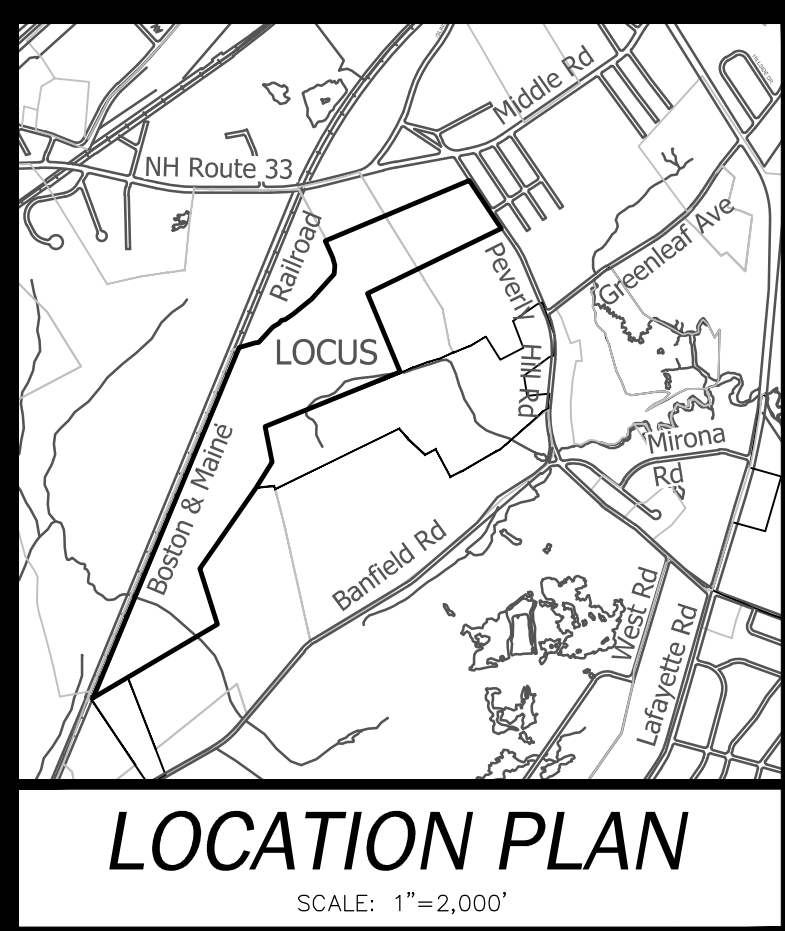 Middle Rd
NH Route 33
Railroad
Greenleaf Ave
Peverly
Hill Rd
LOCUS
Boston & Maine
Mirona
Rd
Banfield Rd
West Rd
Lafayette Rd
LOCATION PLAN
SCALE: 1"=2,000'